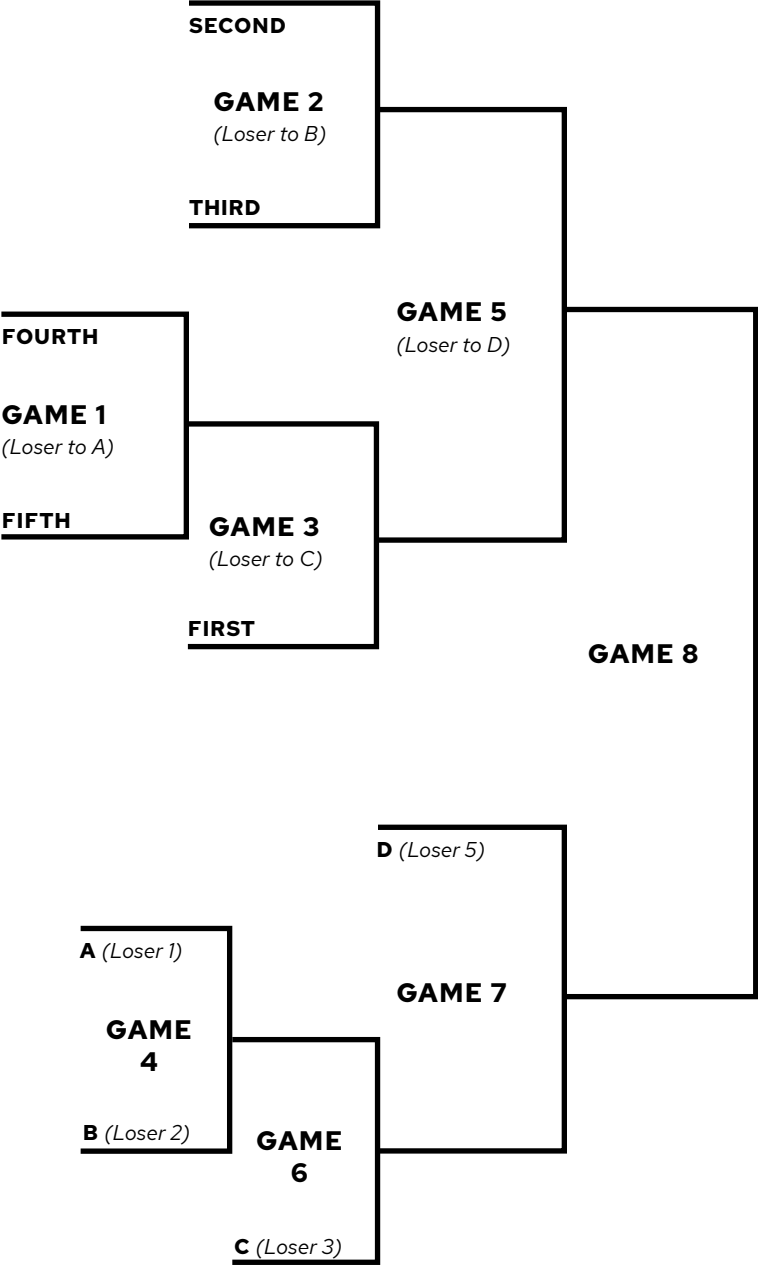 SECOND
GAME 2
(Loser to B)
THIRD
GAME 5
(Loser to D)
FOURTH
GAME 1
(Loser to A)
FIFTH
GAME 3
(Loser to C)
FIRST
GAME 8
D (Loser 5)
A (Loser 1)
GAME 7
GAME
4
B (Loser 2)
GAME
6
C (Loser 3)